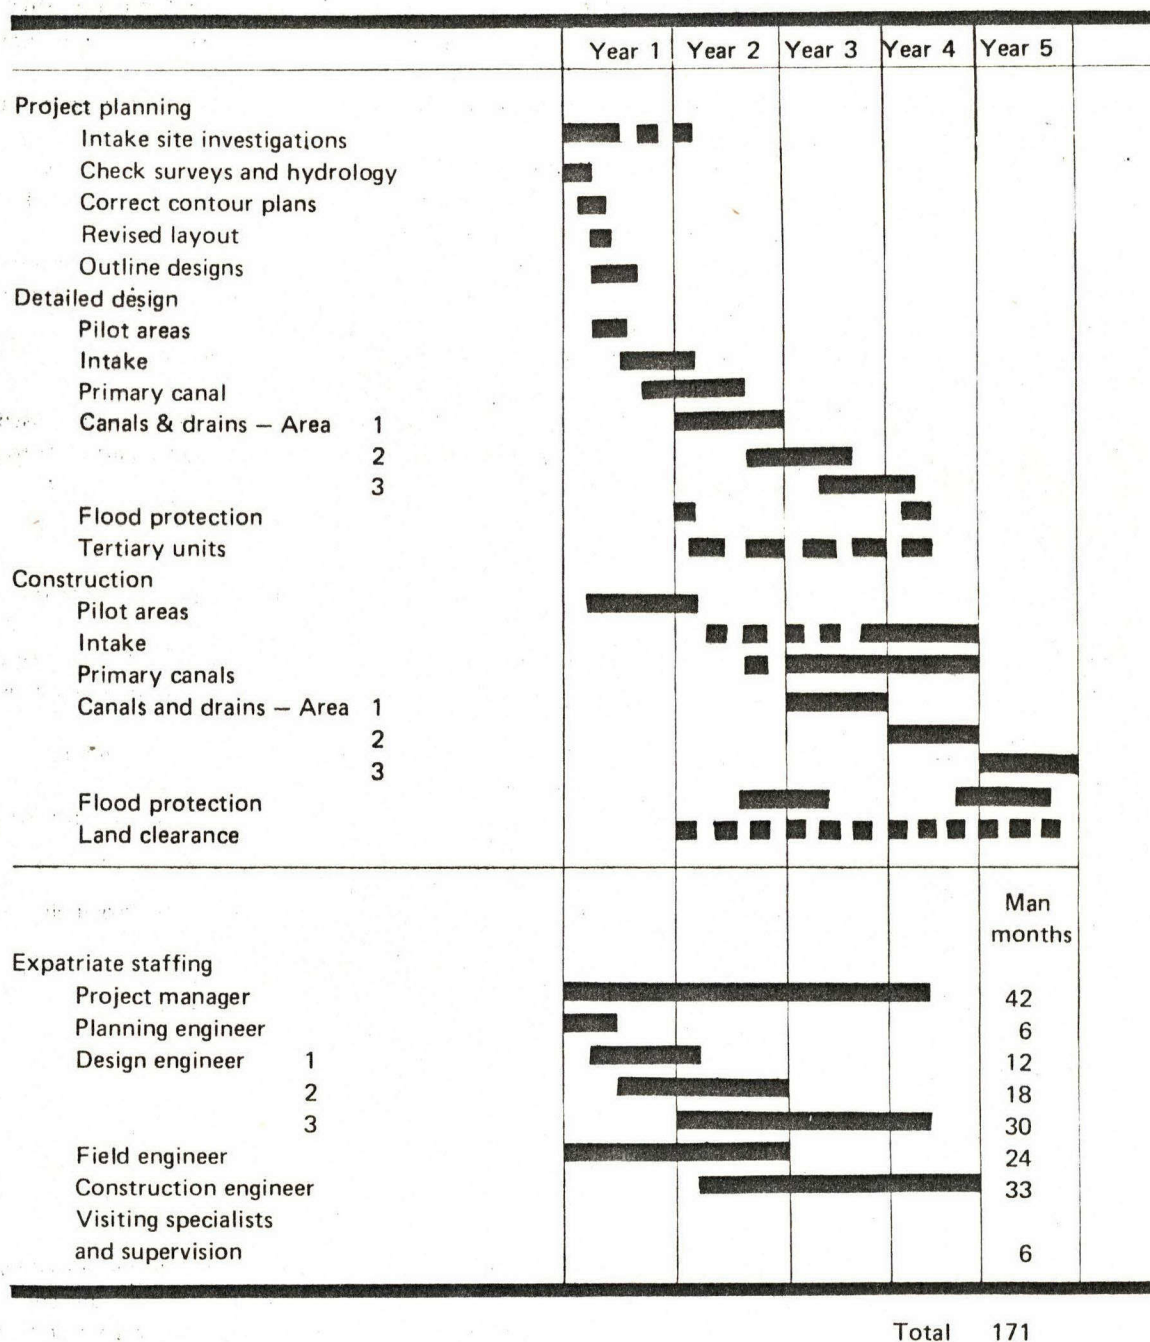 Year 1 Year 2 Year 3 Year 4 Year 5
Project planning
Intake site investigations
Check surveys and hydrology
Correct contour plans
Revised layout
Outline designs
Detailed design
Pilot areas
Intake
Primary canal
Canals & drains – Area 1
2
3
Flood protection
Tertiary units
Construction
Pilot areas
Intake
Primary canals
Canals and drains – Area 1
2
3
Flood protection
Land clearance
Man
months
Expatriate staffing
Project manager 42
Planning engineer 6
Design engineer 1 12
2 18
3 30
Field engineer 24
Construction engineer 33
Visiting specialists
and supervision 6
Total 171